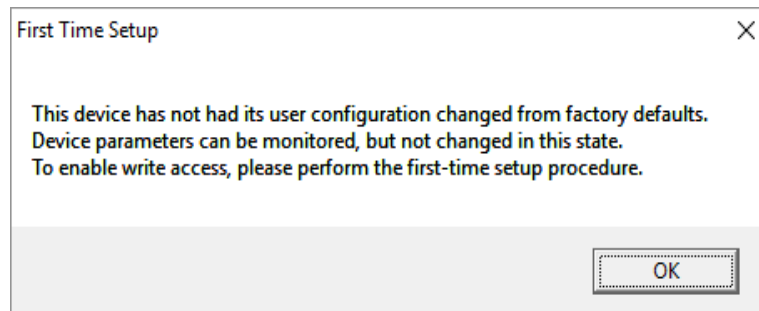 First Time Setup
This device has not had its user configuration changed from factory defaults.
Device parameters can be monitored, but not changed in this state.
To enable write access, please perform the first-time setup procedure.
OK